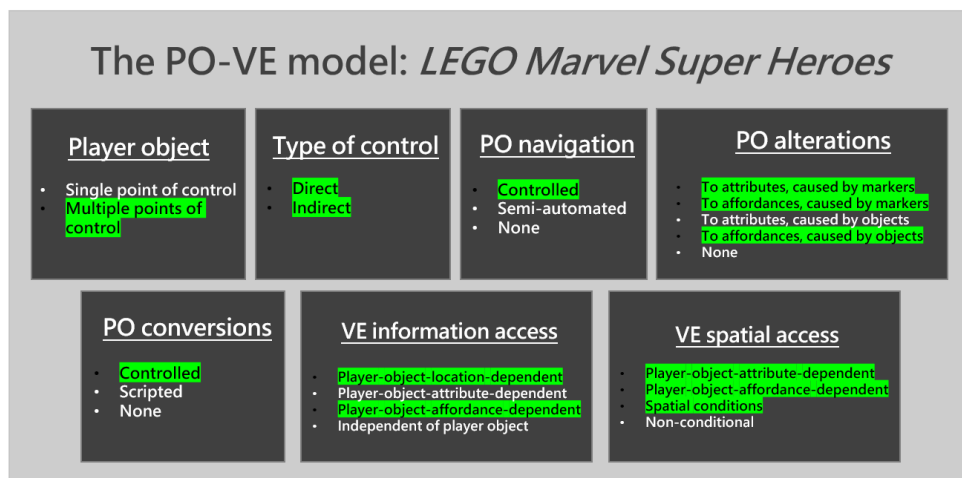 The PO-VE model: LEGO Marvel Super Heroes
Player object
• Single point of control
• Multiple points of
control
Type of control
• Direct
• Indirect
PO navigation
• Controlled
• Semi-automated
• None
PO alterations
• To attributes, caused by markers
• To affordances, caused by markers
• To attributes, caused by objects
• To affordances, caused by objects
• None
PO conversions
• Controlled
• Scripted
• None
VE information access
• Player-object-location-dependent
• Player-object-attribute-dependent
• Player-object-affordance-dependent
• Independent of player object
VE spatial access
• Player-object-attribute-dependent
• Player-object-affordance-dependent
• Spatial conditions
• Non-conditional